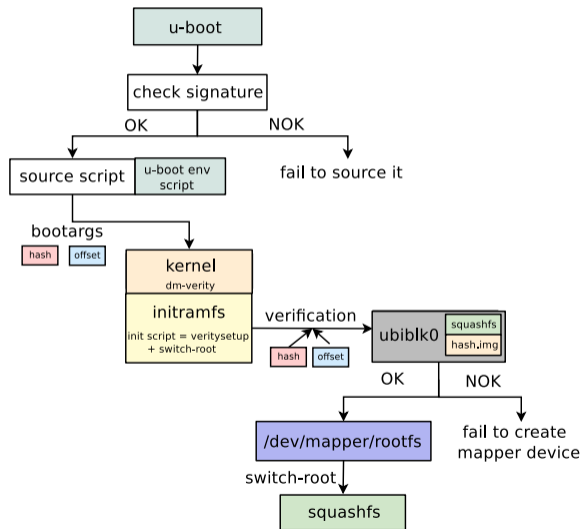 u-boot
check signature
OK
NOK
source script
u-boot env
script
fail to source it
bootargs
hash
offset
kernel
dm-verity
initramfs
init script = veritysetup
+ switch-root
verification
hash
offset
ubiblk0
squashfs
hash.img
OK
NOK
/dev/mapper/rootfs
fail to create
mapper device
switch-root
squashfs